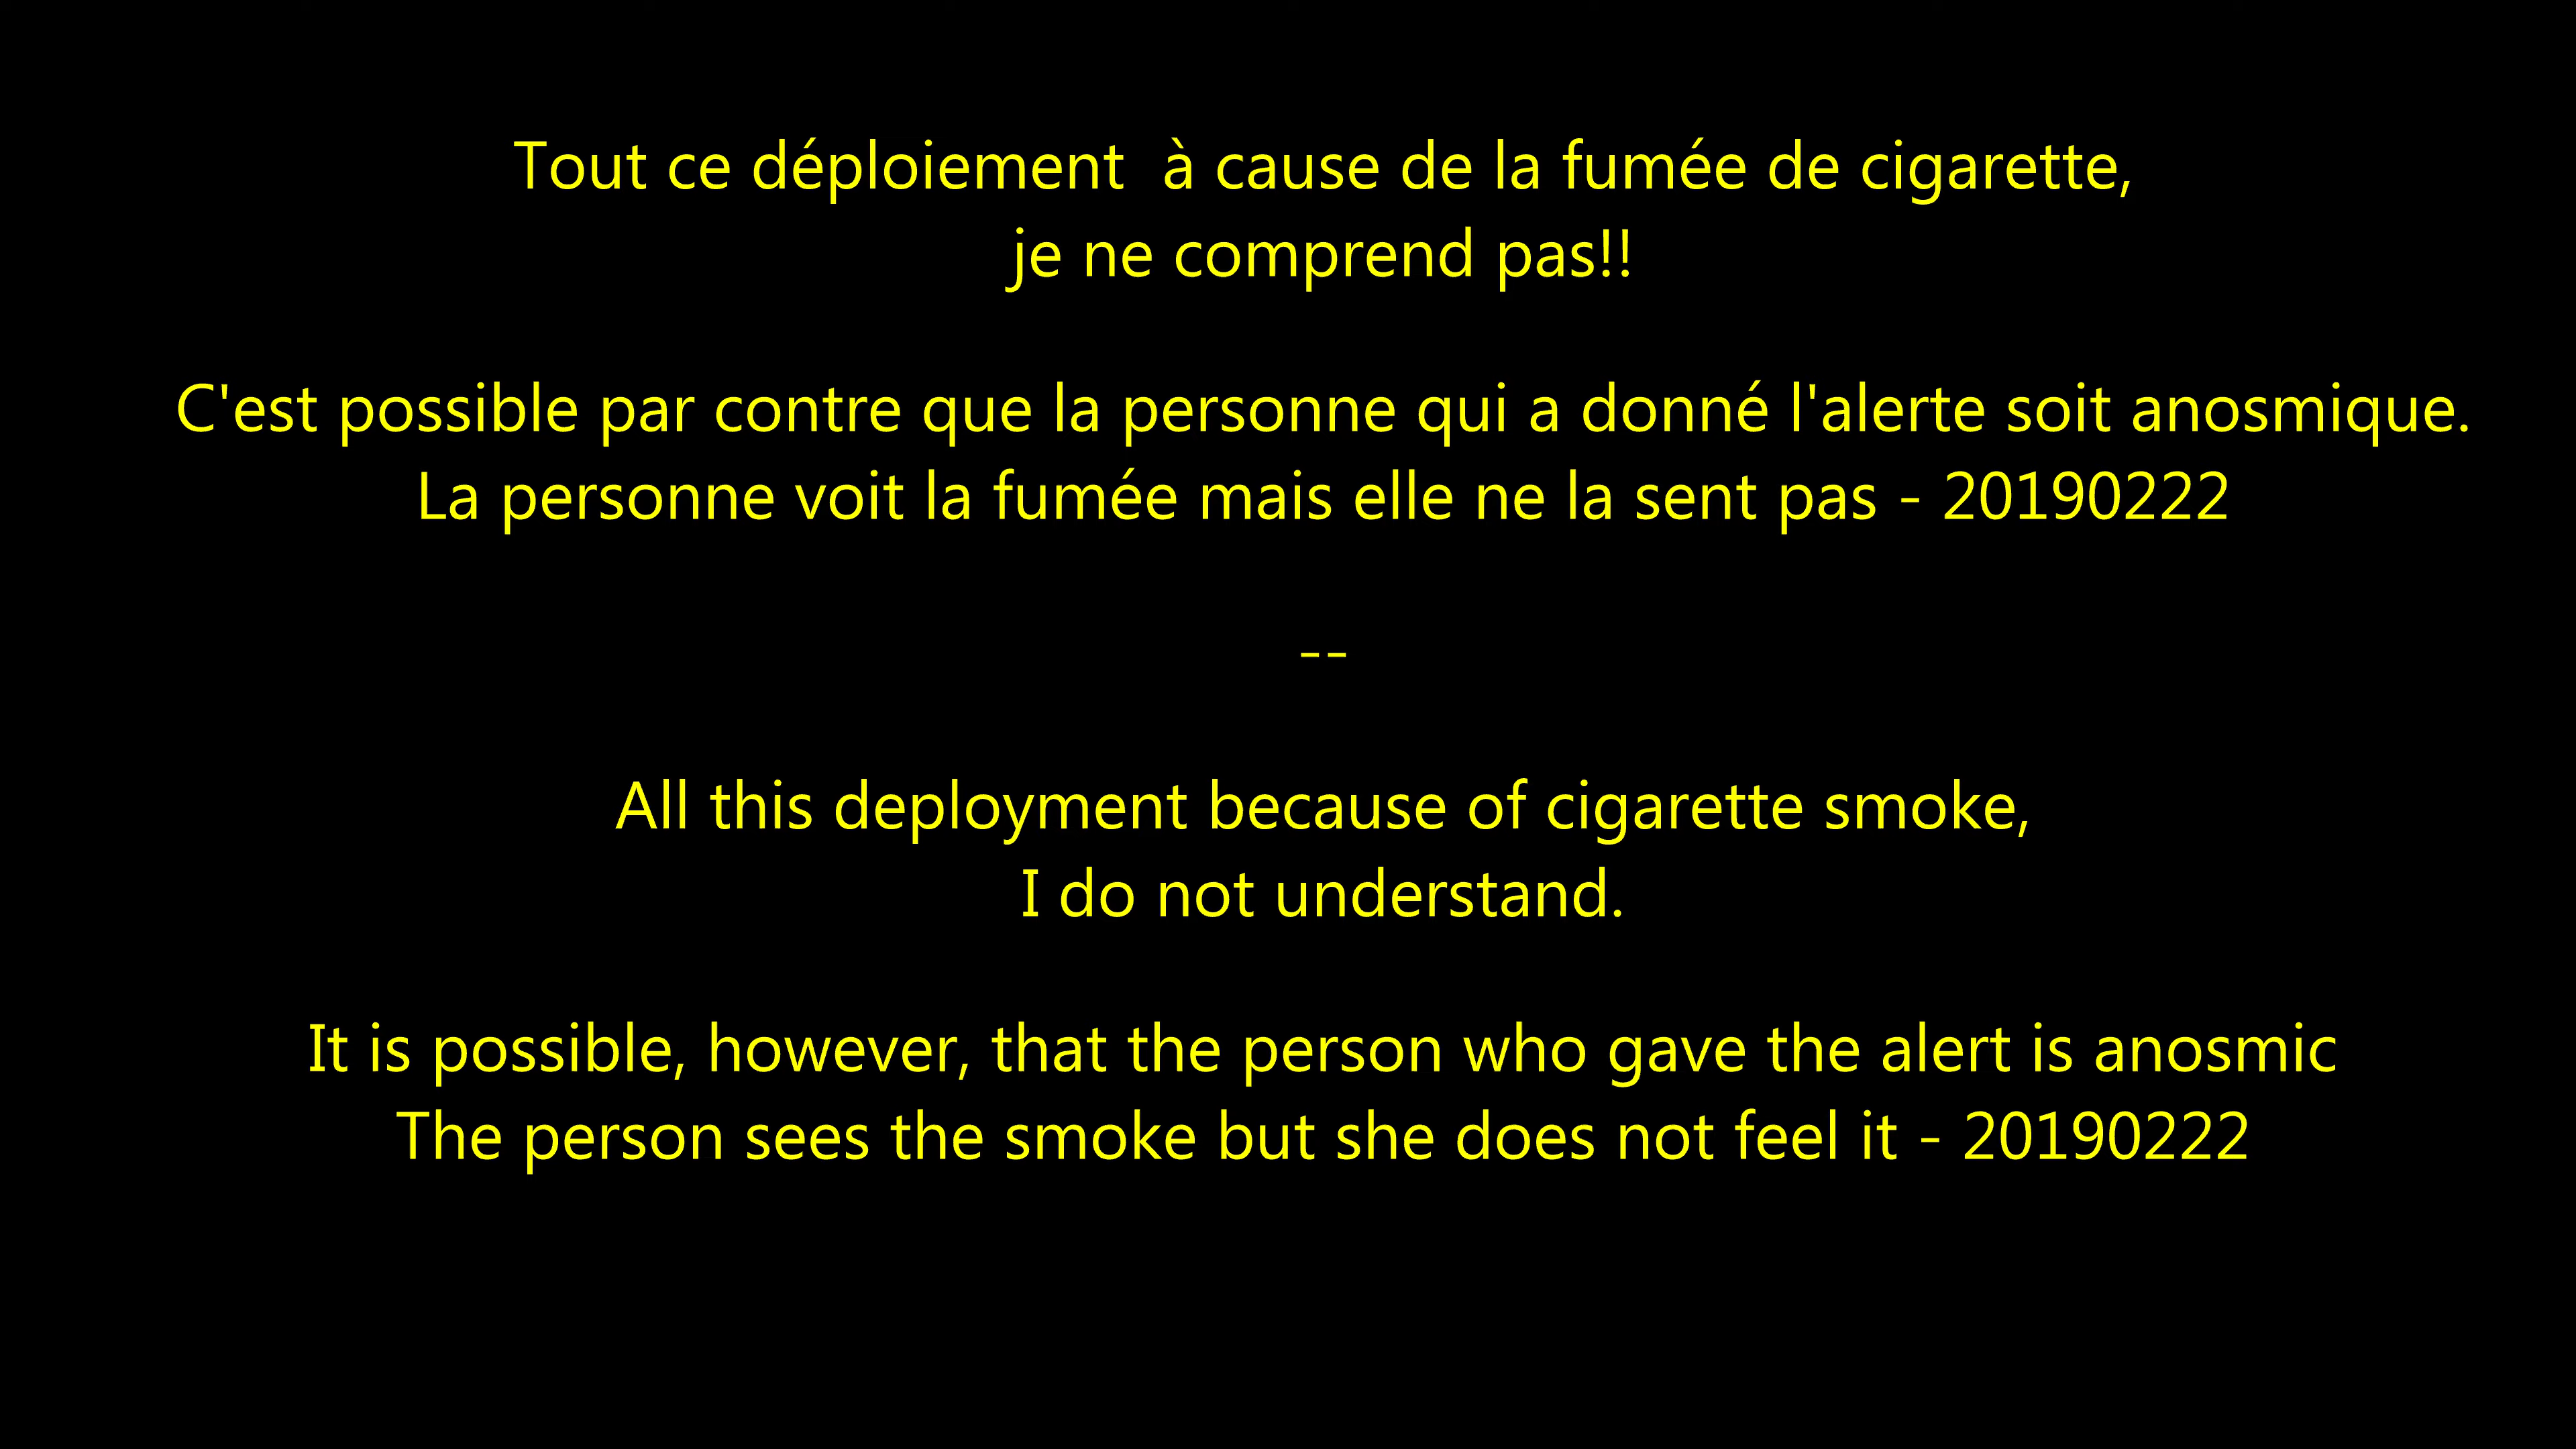 Tout ce déploiement  à cause de la fumée de cigarette,
je ne comprend pas!!
C'est possible par contre que la personne qui a donné l'alerte soit anosmique.
La personne voit la fumée mais elle ne la sent pas - 20190222
--
All this deployment because of cigarette smoke,
I do not understand.
It is possible, however, that the person who gave the alert is anosmic
The person sees the smoke but she does not feel it - 20190222